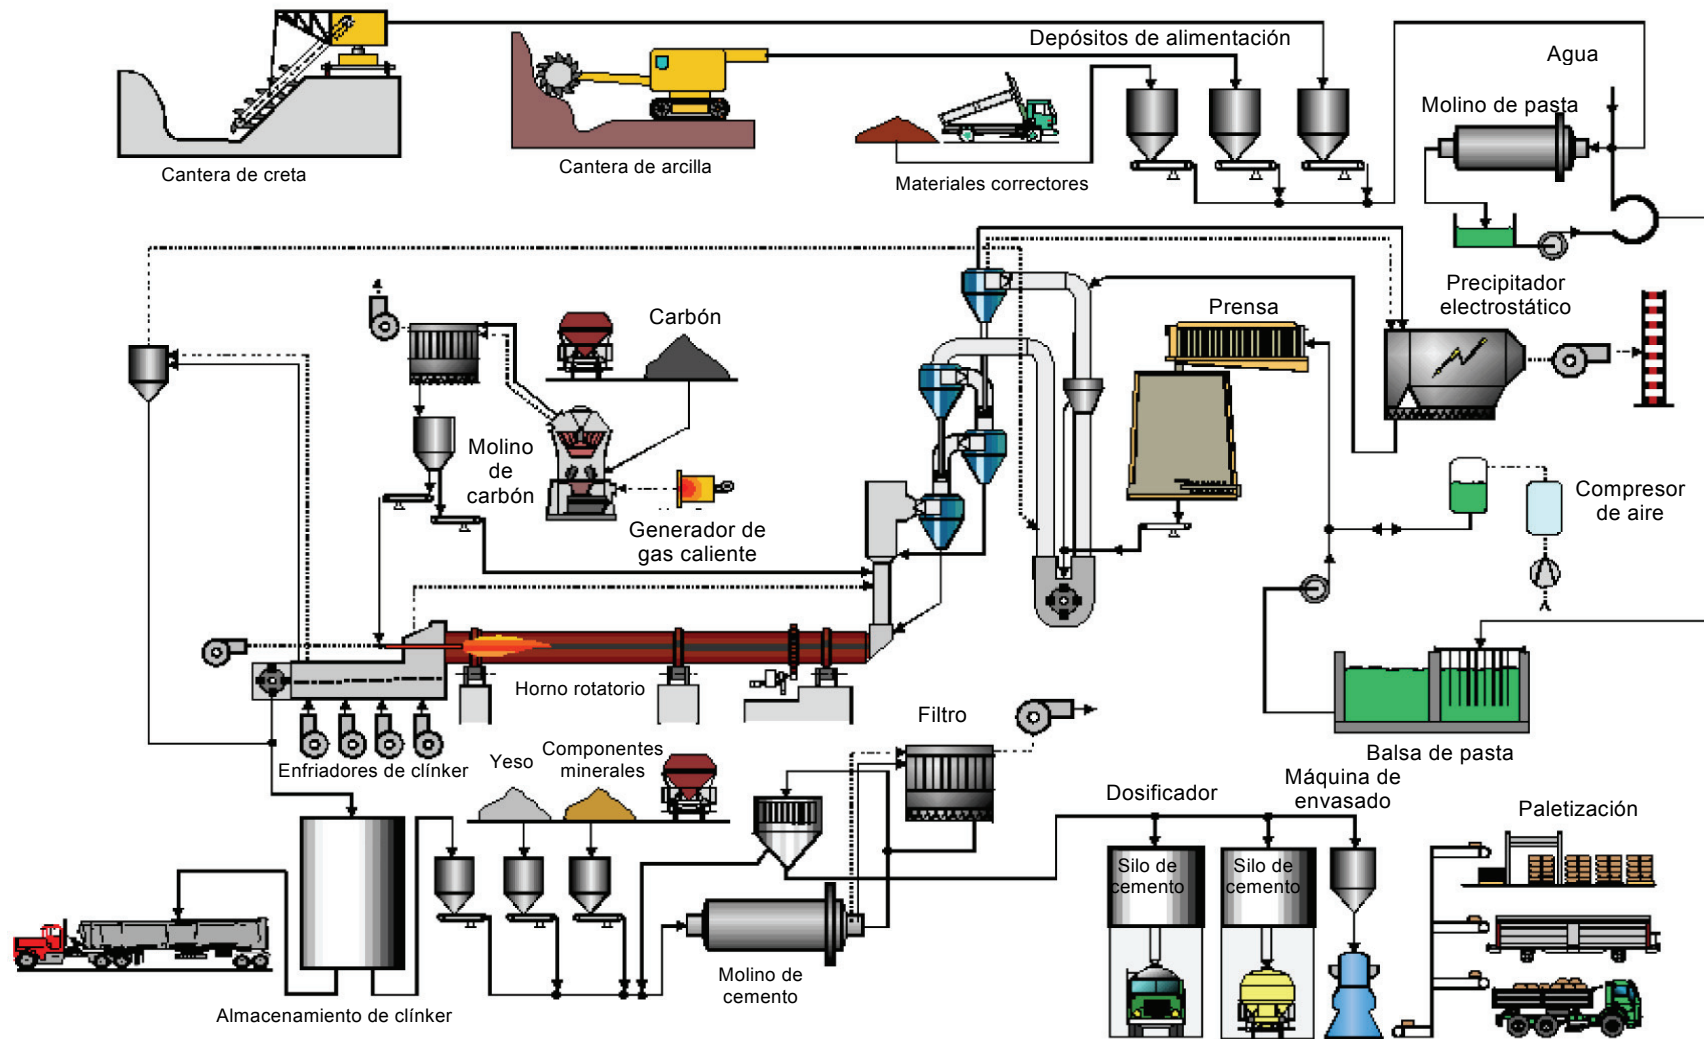 Depósitos de alimentación
Agua
Molino de pasta
Cantera de creta
Cantera de arcilla
Materiales correctores
Precipitador
electrostático
Prensa
Carbón
Molino
de
carbón
Generador de
gas caliente
Compresor
de aire
Horno rotatorio
Filtro
Balsa de pasta
Enfriadores de clínker
Yeso
Componentes
minerales
Dosificador
Máquina de
envasado
Paletización
Silo de
cemento
Silo de
cemento
Molino de
cemento
Almacenamiento de clínker